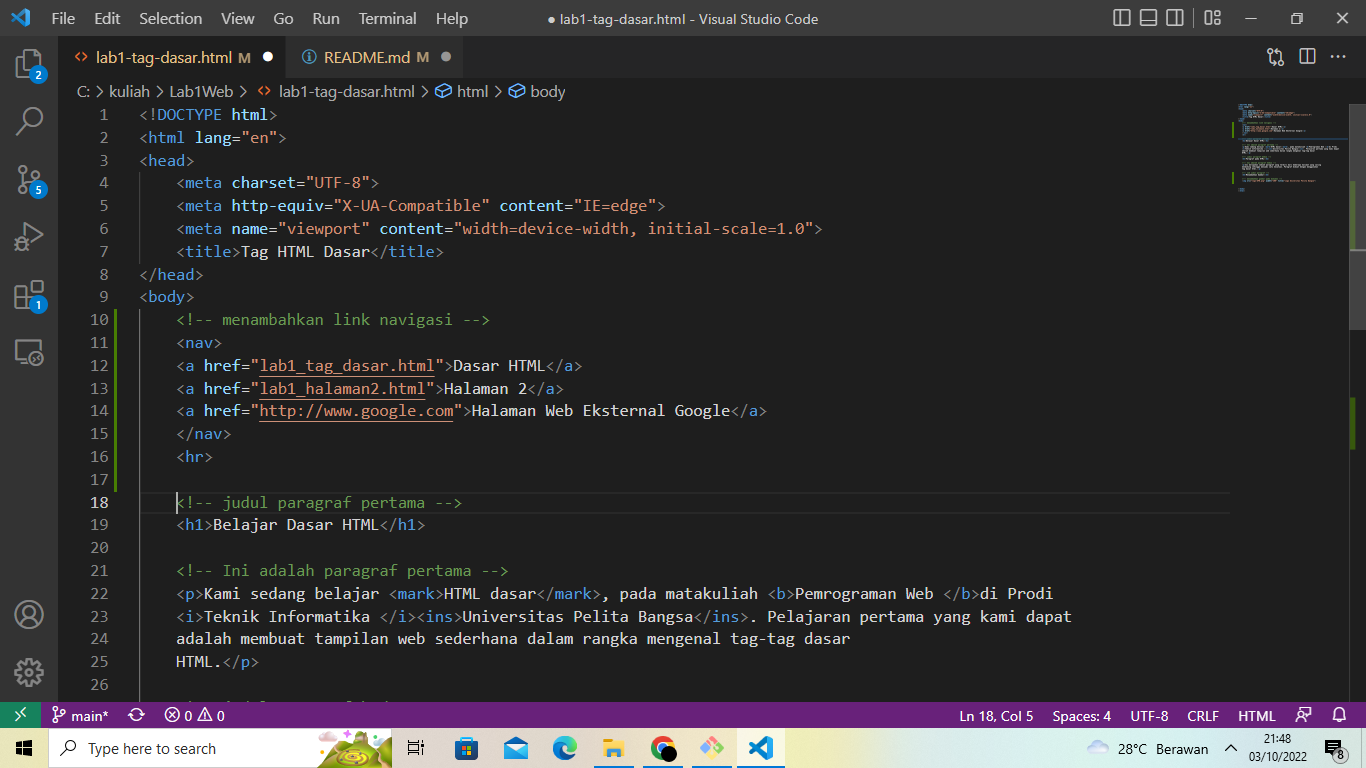 File Edit Selection View Go Run Terminal Help ● lab1-tag-dasar.html - Visual Studio Code
lab1-tag-dasar.html M ● README.md M ●
C: > kuliah > Lab1Web > lab1-tag-dasar.html > html > body
1 <!DOCTYPE html>
2 <html lang="en">
3 <head>
4 <meta charset="UTF-8">
5 <meta http-equiv="X-UA-Compatible" content="IE=edge">
6 <meta name="viewport" content="width=device-width, initial-scale=1.0">
7 <title>Tag HTML Dasar</title>
8 </head>
9 <body>
10 <!-- menambahkan link navigasi -->
11 <nav>
12 <a href="lab1_tag_dasar.html">Dasar HTML</a>
13 <a href="lab1_halaman2.html">Halaman 2</a>
14 <a href="http://www.google.com">Halaman Web Eksternal Google</a>
15 </nav>
16 <hr>
17
18 <!-- judul paragraf pertama -->
19 <h1>Belajar Dasar HTML</h1>
20
21 <!-- Ini adalah paragraf pertama -->
22 <p>Kami sedang belajar <mark>HTML dasar</mark>, pada matakuliah <b>Pemrograman Web </b>di Prodi
23 <i>Teknik Informatika </i><ins>Universitas Pelita Bangsa</ins>. Pelajaran pertama yang kami dapat
24 adalah membuat tampilan web sederhana dalam rangka mengenal tag-tag dasar
25 HTML.</p>
26
2
5
1
main* 0 0 Ln 18, Col 5 Spaces: 4 UTF-8 CRLF HTML
Type here to search 28°C Berawan 21:48
03/10/2022 8